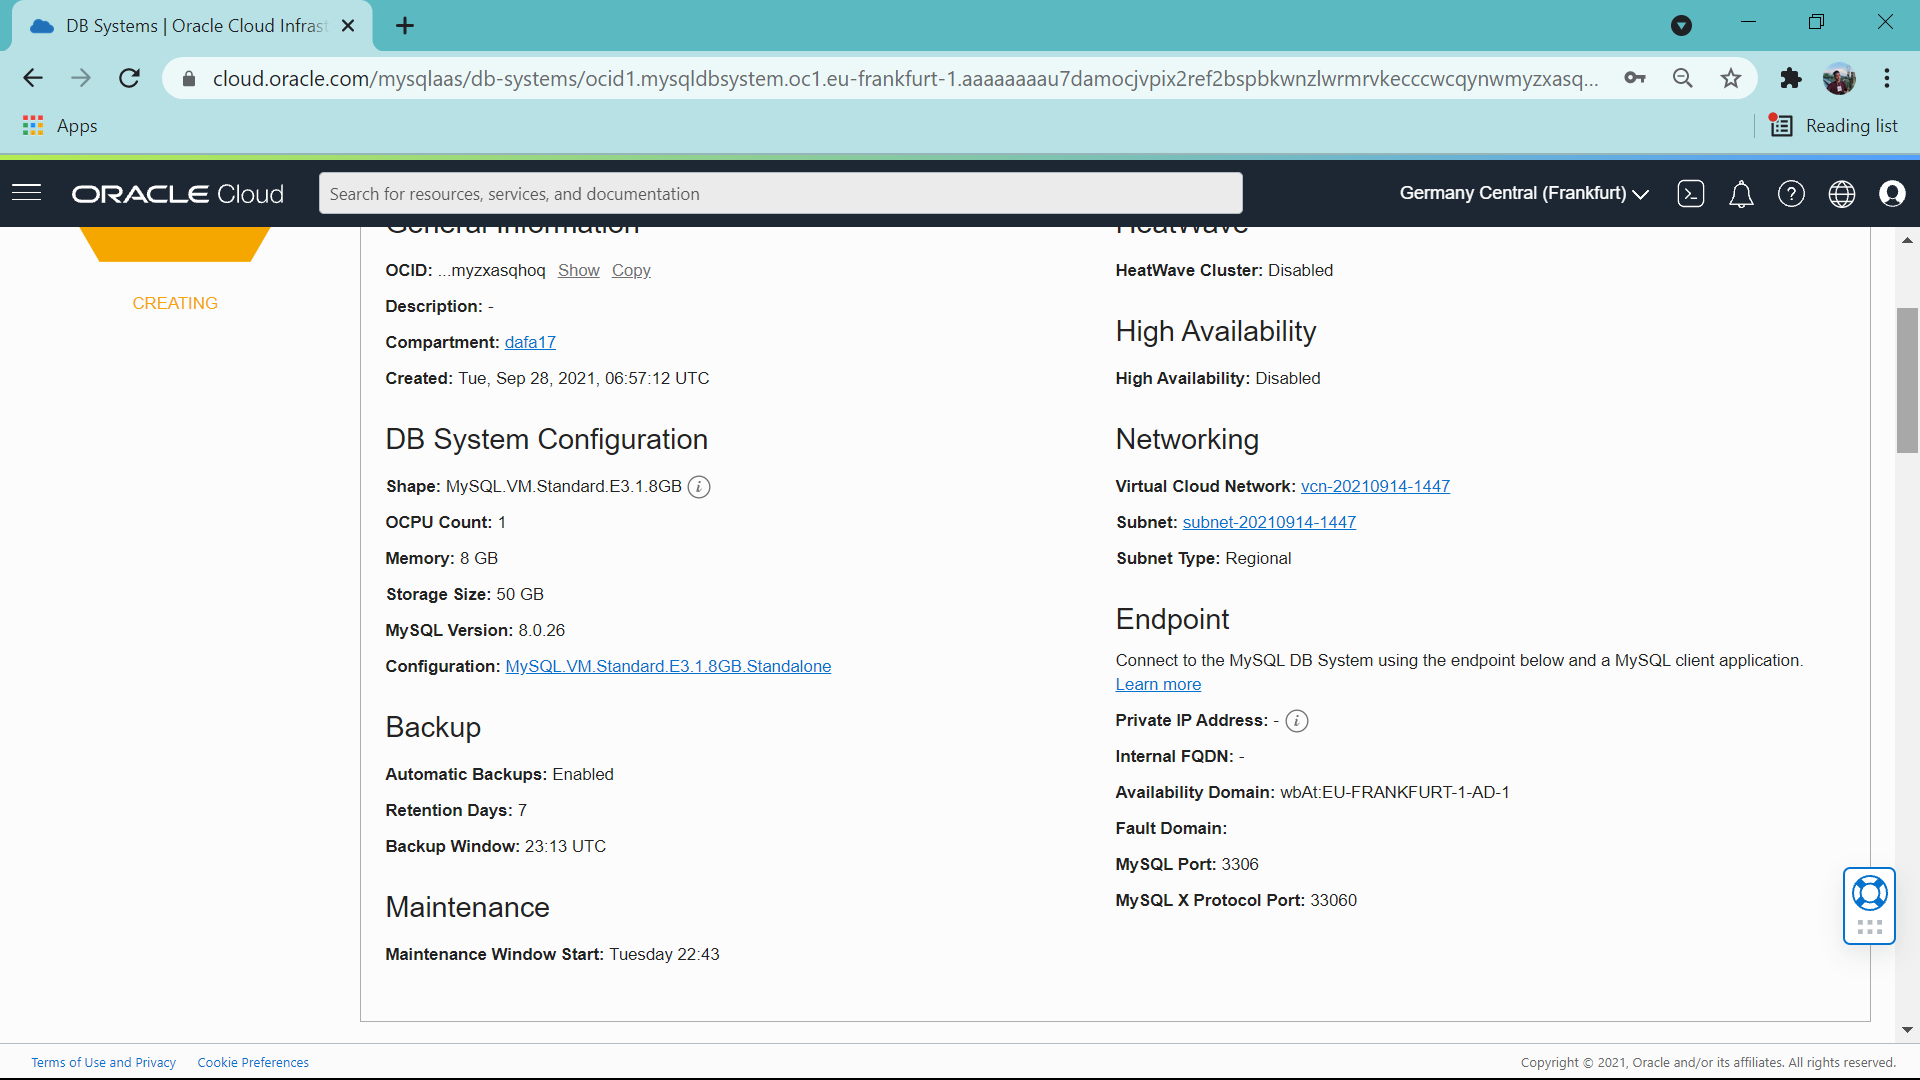 DB Systems | Oracle Cloud Infrast
cloud.oracle.com/mysqlaas/db-systems/ocid1.mysqldbsystem.oc1.eu-frankfurt-1.aaaaaaaau7damocjvpix2ref2bspbkwnzlwrmrvkecccwcqynwmyzxasq...
Apps
Reading list
ORACLE Cloud
Search for resources, services, and documentation
Germany Central (Frankfurt)
CREATING
General Information
OCID: ...myzxasqhoq Show Copy
Description: -
Compartment: dafa17
Created: Tue, Sep 28, 2021, 06:57:12 UTC
DB System Configuration
Shape: MySQL.VM.Standard.E3.1.8GB
OCPU Count: 1
Memory: 8 GB
Storage Size: 50 GB
MySQL Version: 8.0.26
Configuration: MySQL.VM.Standard.E3.1.8GB.Standalone
Backup
Automatic Backups: Enabled
Retention Days: 7
Backup Window: 23:13 UTC
Maintenance
Maintenance Window Start: Tuesday 22:43
HeatWave
HeatWave Cluster: Disabled
High Availability
High Availability: Disabled
Networking
Virtual Cloud Network: vcn-20210914-1447
Subnet: subnet-20210914-1447
Subnet Type: Regional
Endpoint
Connect to the MySQL DB System using the endpoint below and a MySQL client application.
Learn more
Private IP Address: -
Internal FQDN: -
Availability Domain: wbAt:EU-FRANKFURT-1-AD-1
Fault Domain:
MySQL Port: 3306
MySQL X Protocol Port: 33060
Terms of Use and Privacy Cookie Preferences
Copyright © 2021, Oracle and/or its affiliates. All rights reserved.